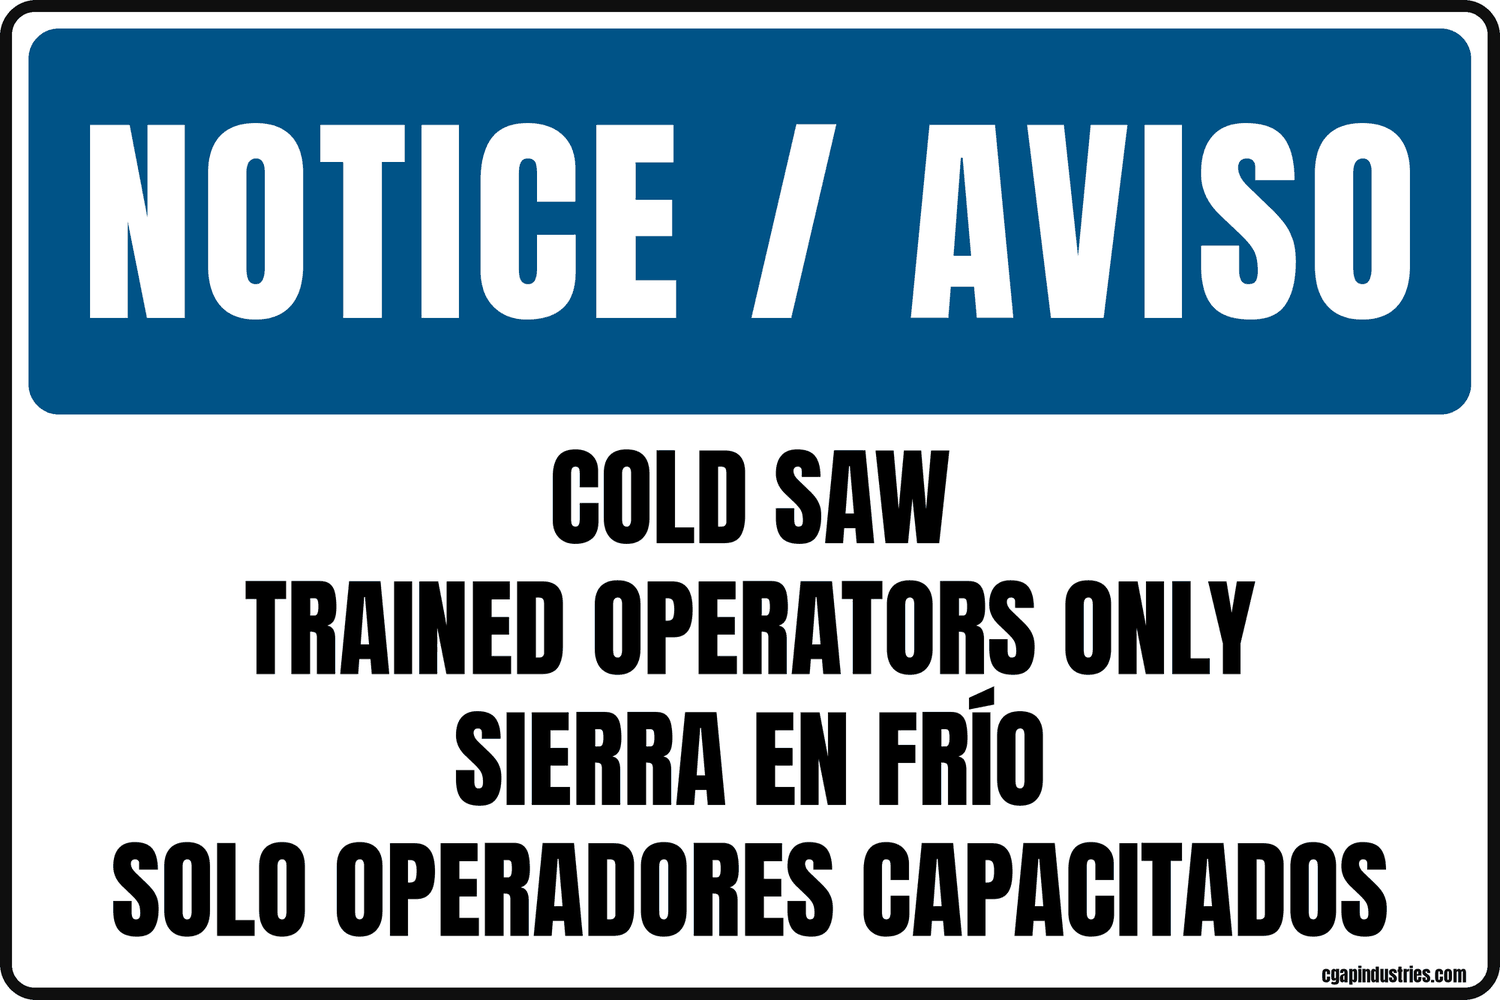 NOTICE / AVISO
COLD SAW
TRAINED OPERATORS ONLY
SIERRA EN FRÍO
SOLO OPERADORES CAPACITADOS
cgapindustries.com